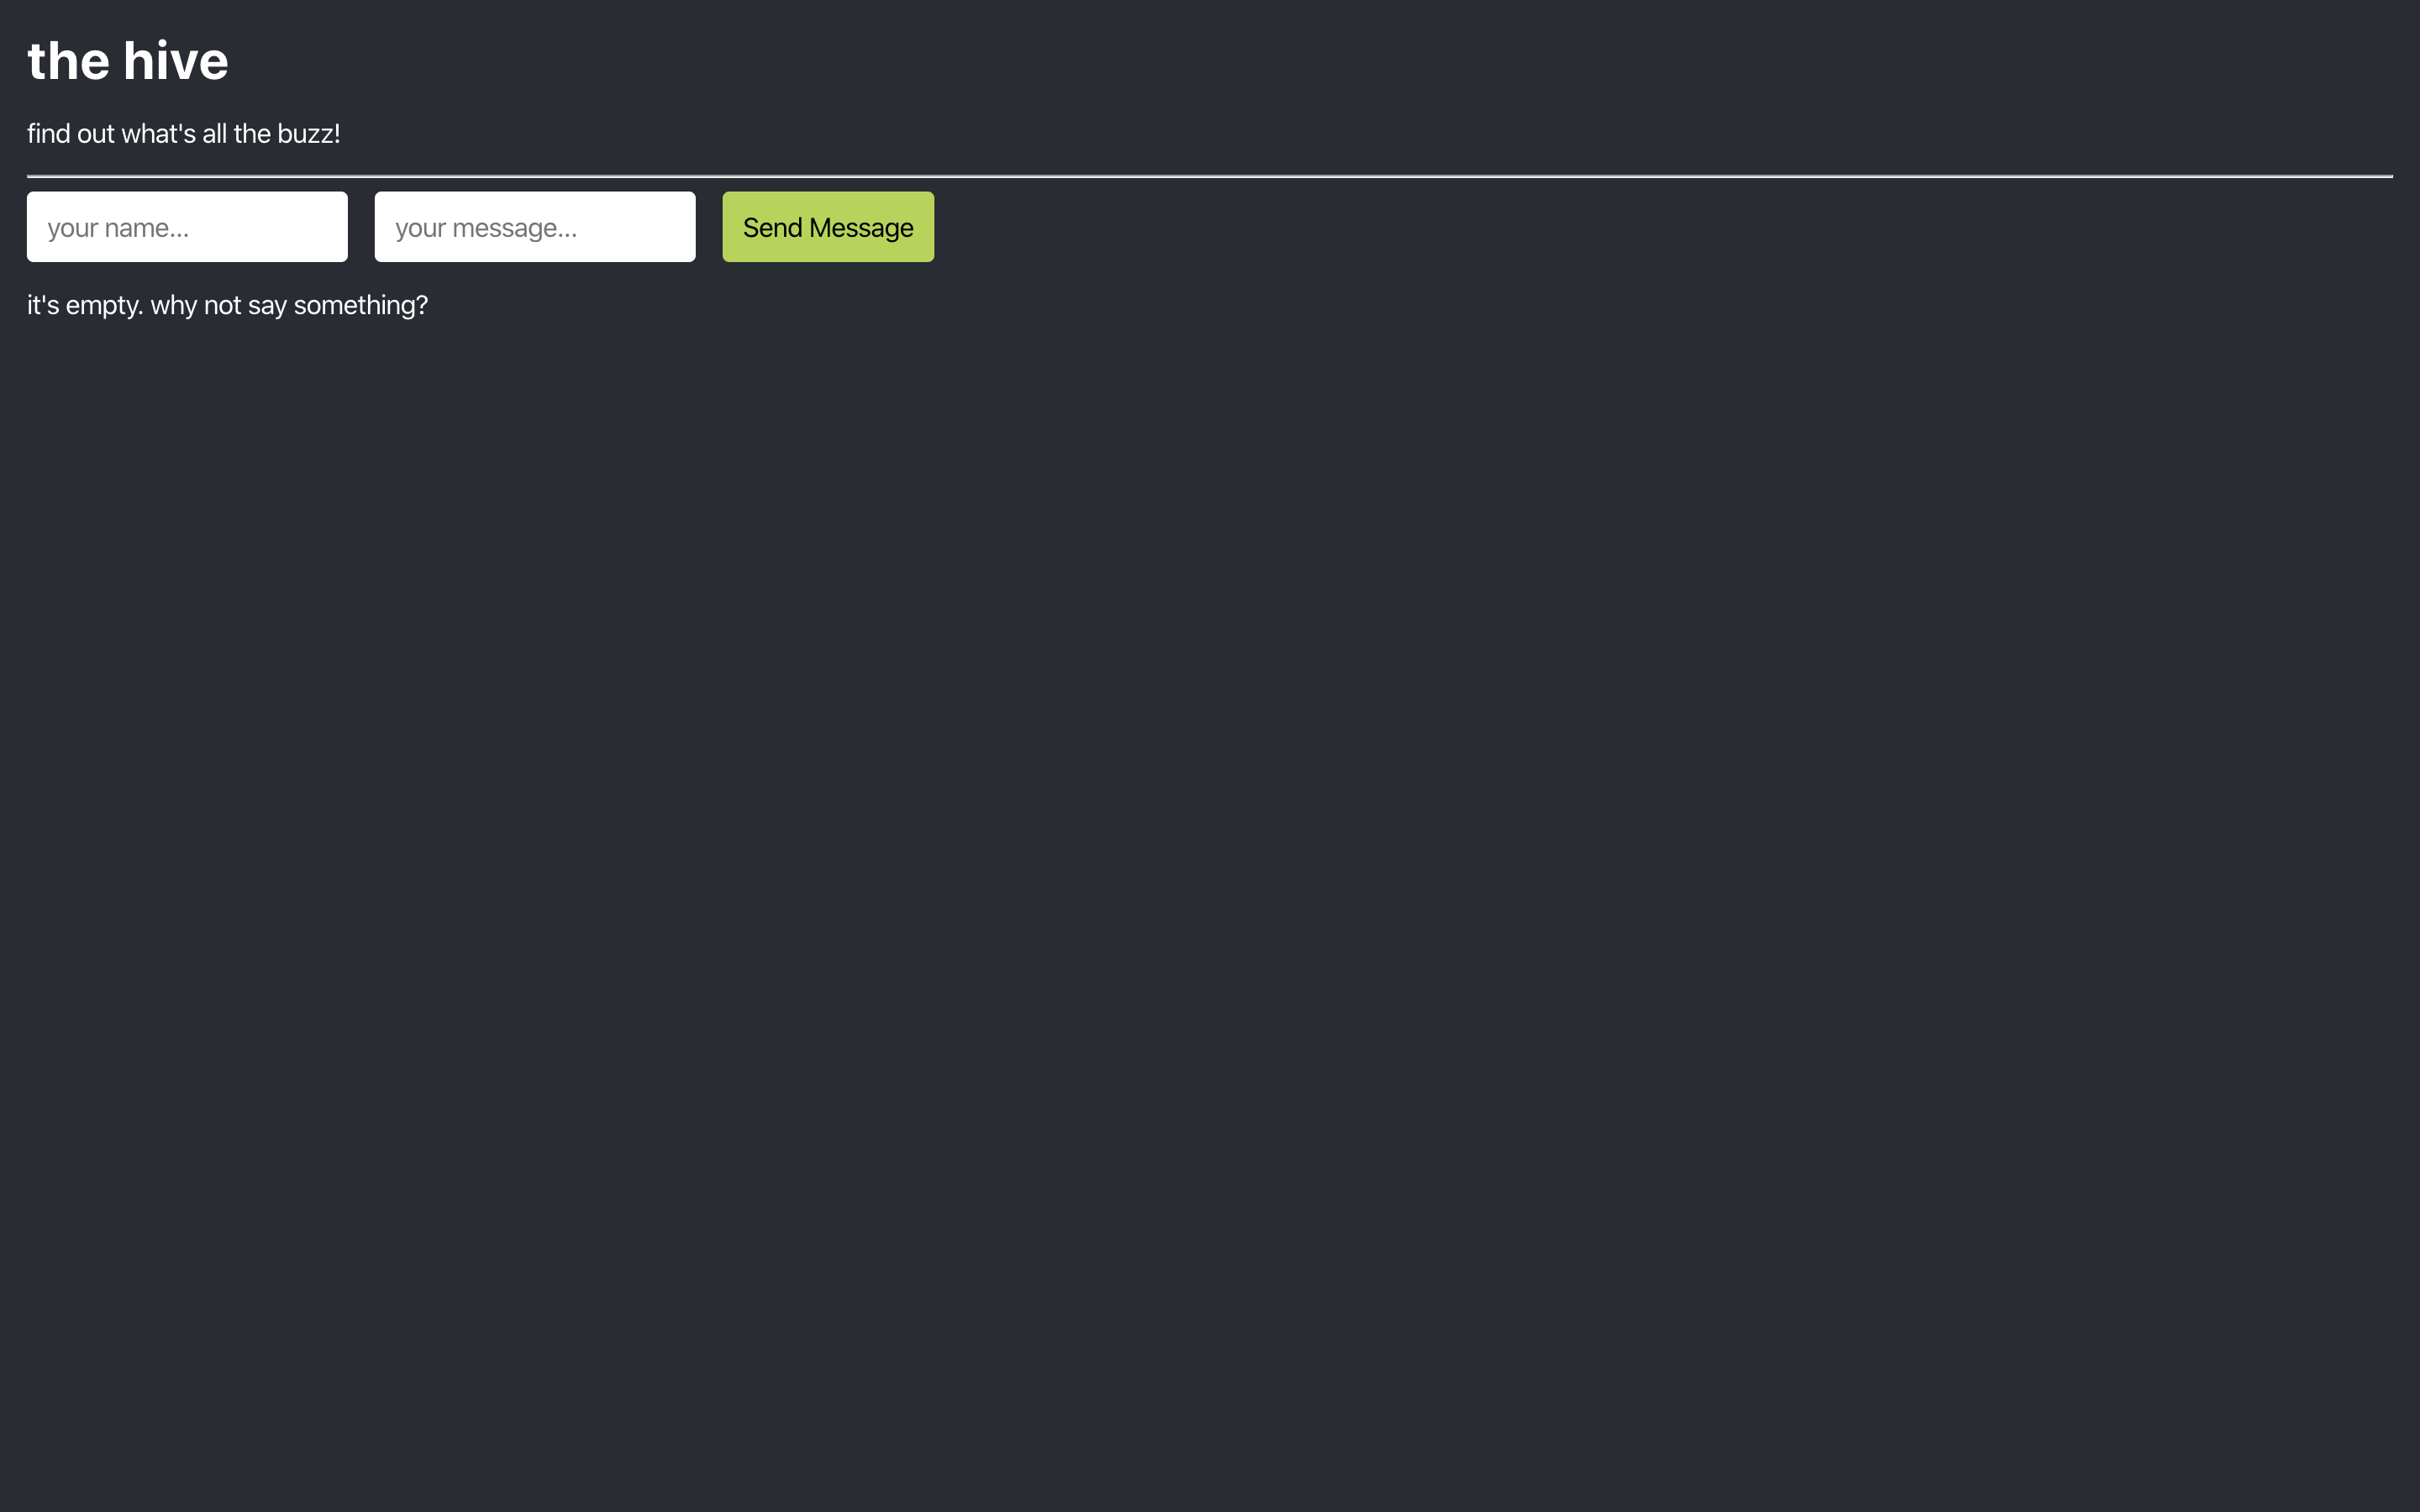 the hive
find out what's all the buzz!
your name...
your message...
Send Message
it's empty. why not say something?